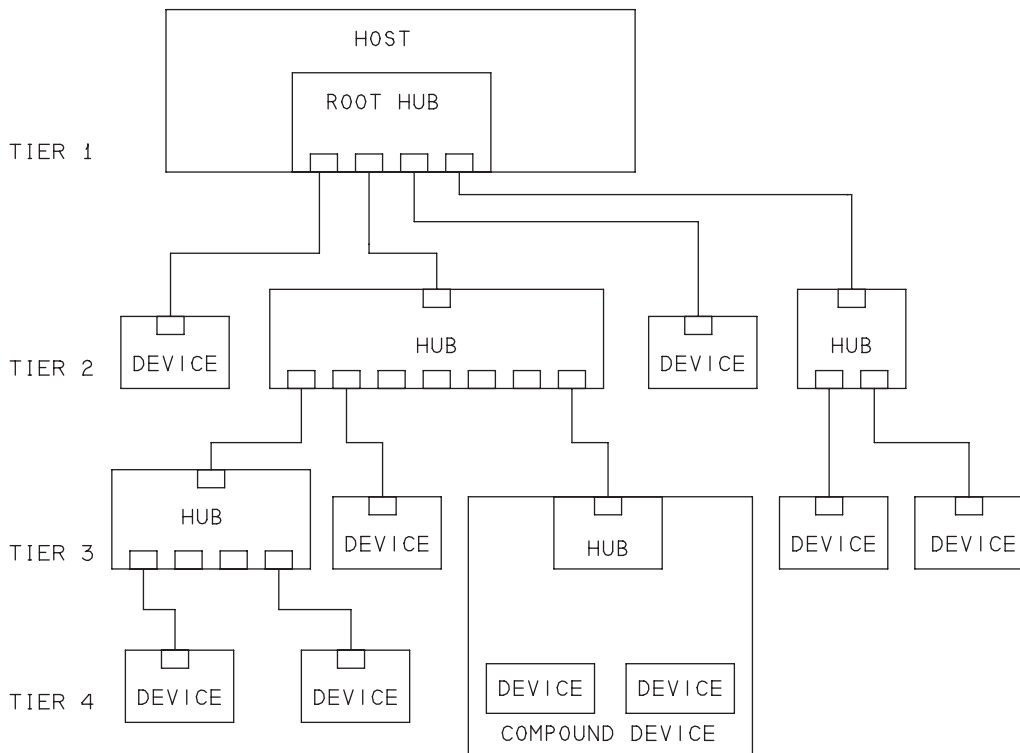 HOST
ROOT HUB
TIER 1
HUB
HUB
TIER 2
DEVICE
DEVICE
HUB
TIER 3
DEVICE
HUB
DEVICE
DEVICE
TIER 4
DEVICE
DEVICE
DEVICE
DEVICE
COMPOUND DEVICE